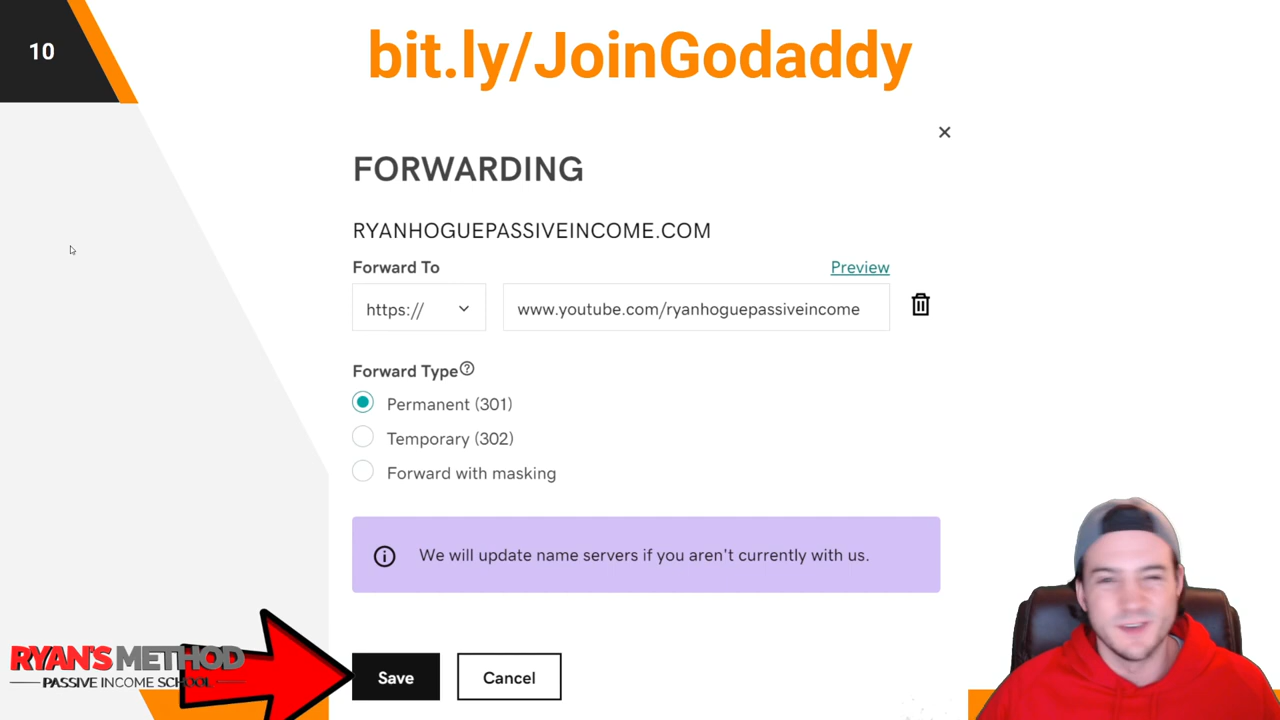 10
bit.ly/JoinGodaddy
FORWARDING
RYANHOGUEPASSIVEINCOME.COM
Forward To
Preview
https://
www.youtube.com/ryanhoguepassiveincome
Forward Type
Permanent (301)
Temporary (302)
Forward with masking
We will update name servers if you aren't currently with us.
Save
Cancel
RYAN'S METHOD
PASSIVE INCOME SCHOOL